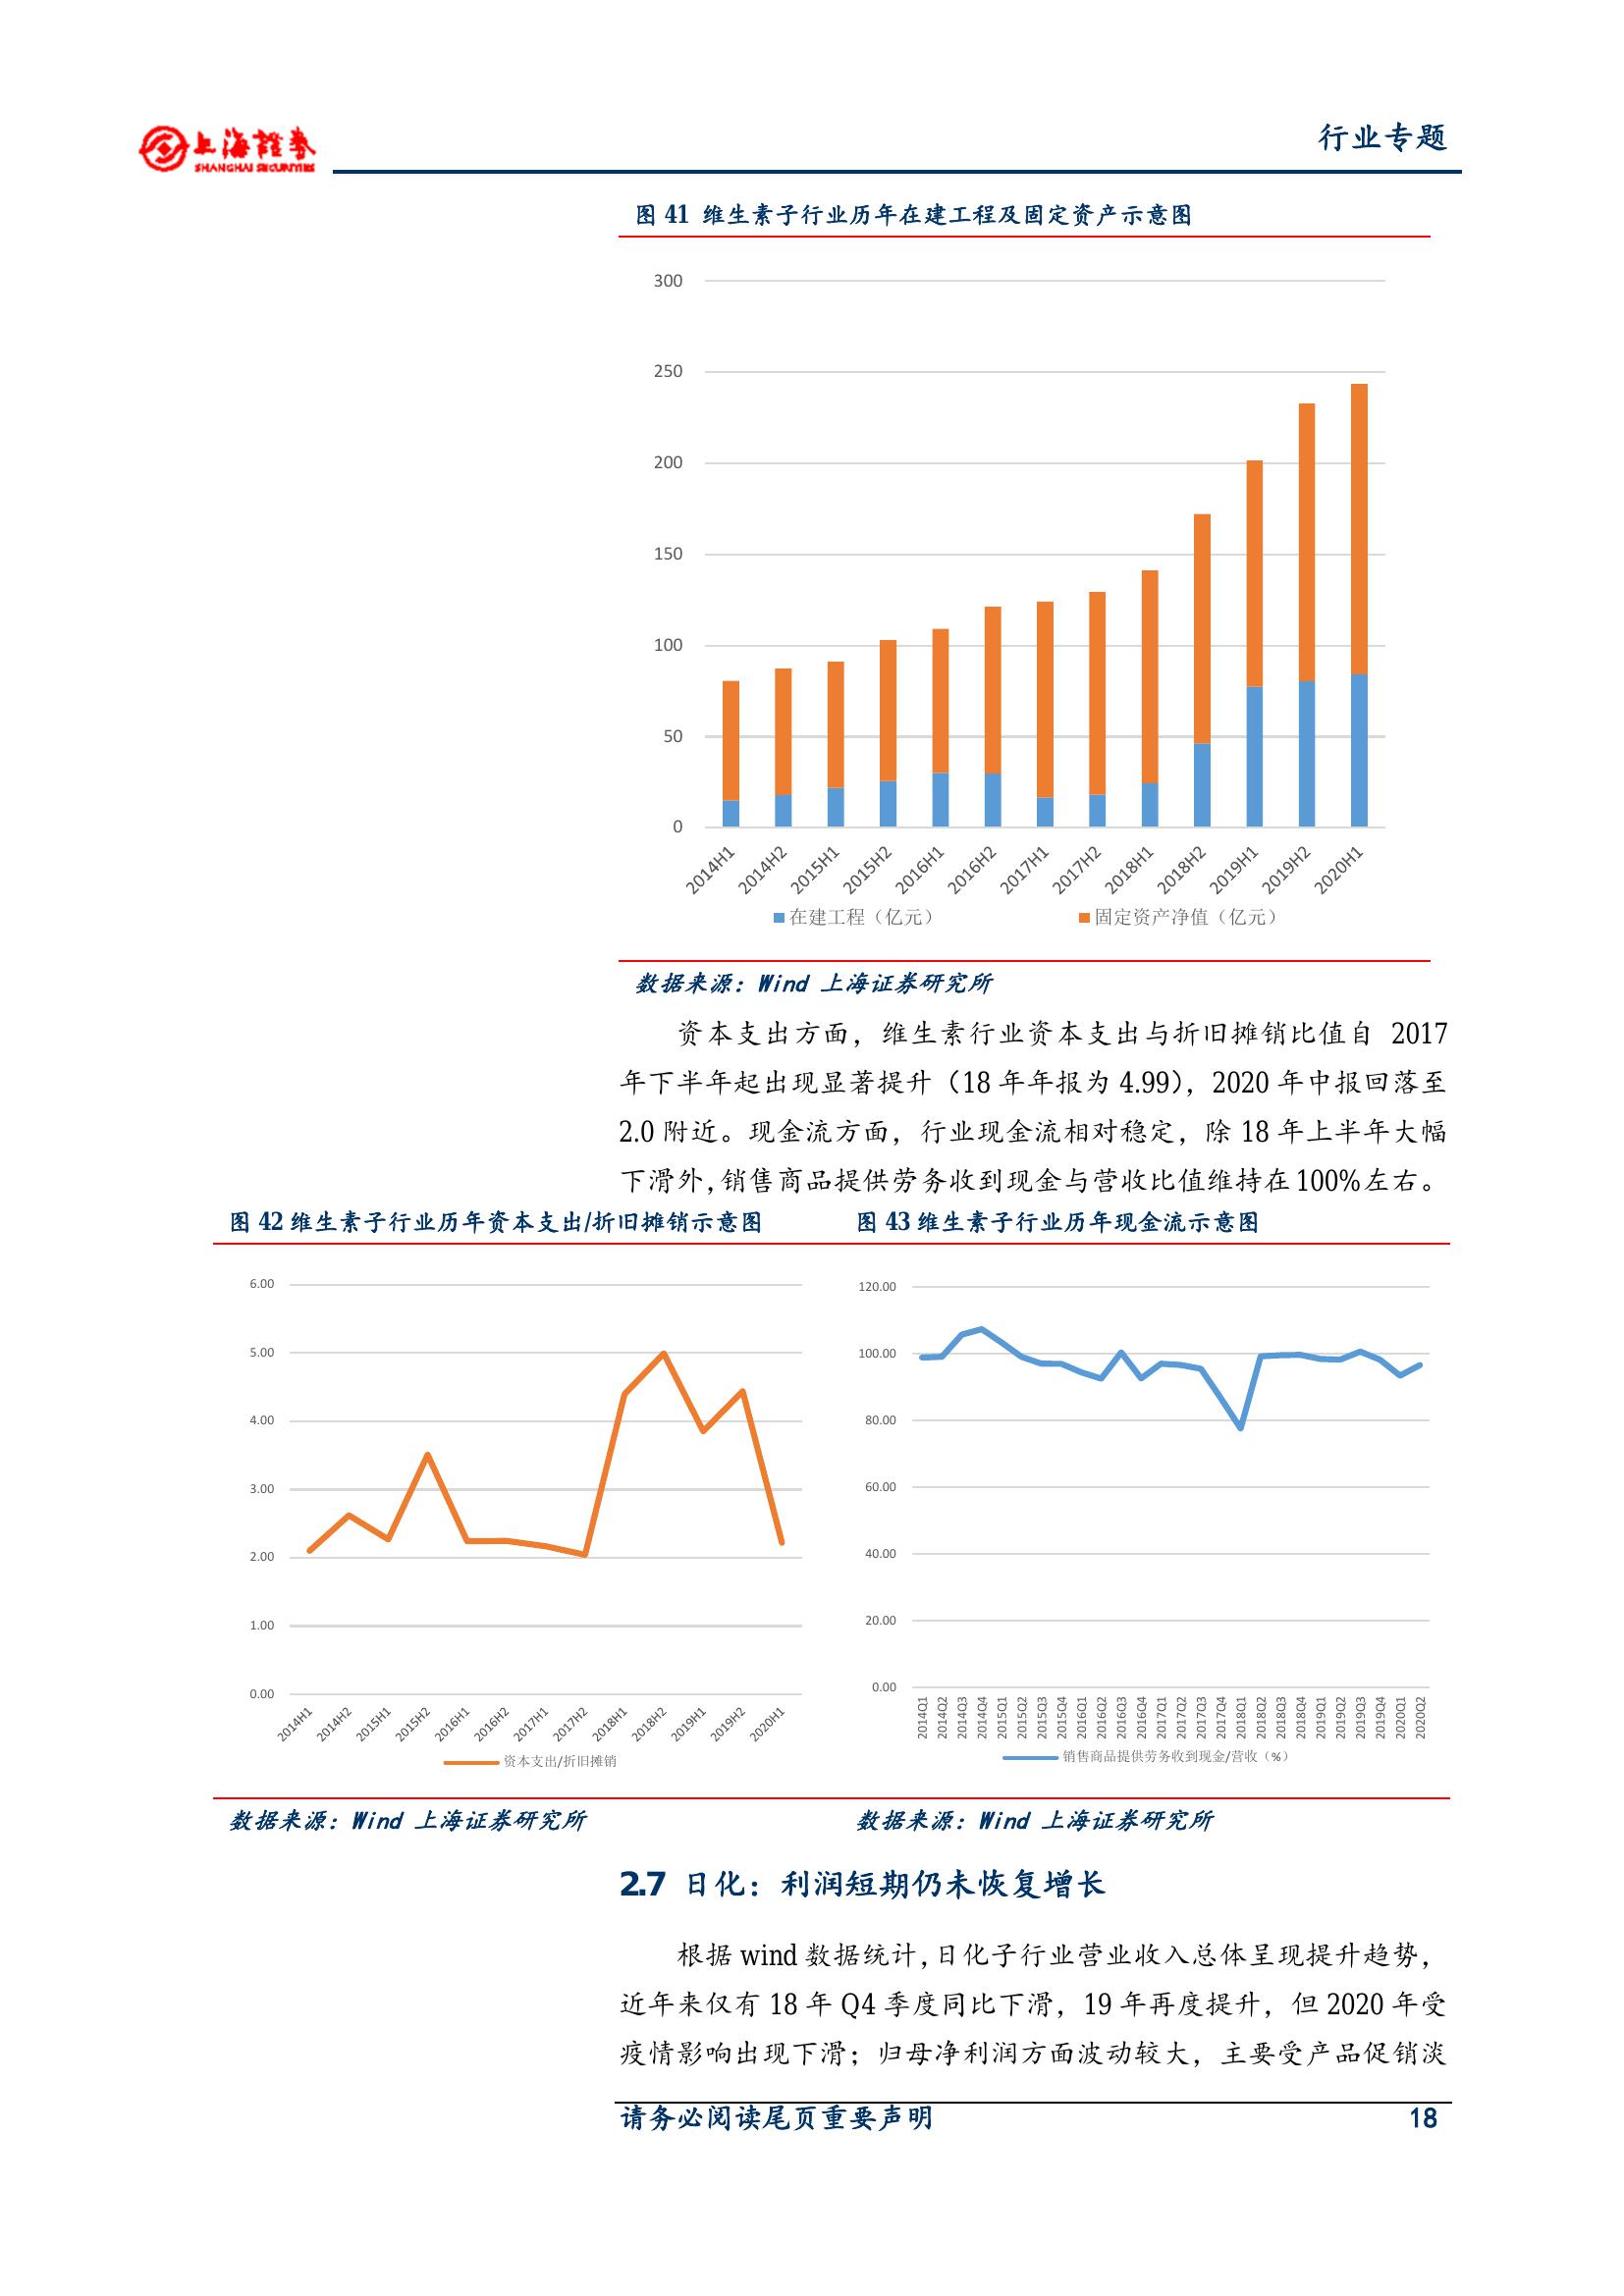 上海證券
SHANGHAI SECURITIES
行业专题
图 41 维生素子行业历年在建工程及固定资产示意图
300
250
200
150
100
50
0
2014H1 2014H2 2015H1 2015H2 2016H1 2016H2 2017H1 2017H2 2018H1 2018H2 2019H1 2019H2 2020H1
在建工程（亿元） 固定资产净值（亿元）
数据来源：Wind 上海证券研究所
资本支出方面，维生素行业资本支出与折旧摊销比值自 2017
年下半年起出现显著提升（18 年年报为 4.99），2020 年中报回落至
2.0 附近。现金流方面，行业现金流相对稳定，除 18 年上半年大幅
下滑外，销售商品提供劳务收到现金与营收比值维持在 100%左右。
图 42 维生素子行业历年资本支出/折旧摊销示意图
6.00
5.00
4.00
3.00
2.00
1.00
0.00
2014H1 2014H2 2015H1 2015H2 2016H1 2016H2 2017H1 2017H2 2018H1 2018H2 2019H1 2019H2 2020H1
资本支出/折旧摊销
数据来源：Wind 上海证券研究所
图 43 维生素子行业历年现金流示意图
120.00
100.00
80.00
60.00
40.00
20.00
0.00
2014Q1 2014Q2 2014Q3 2014Q4 2015Q1 2015Q2 2015Q3 2015Q4 2016Q1 2016Q2 2016Q3 2016Q4 2017Q1 2017Q2 2017Q3 2017Q4 2018Q1 2018Q2 2018Q3 2018Q4 2019Q1 2019Q2 2019Q3 2019Q4 2020Q1 2020Q2
销售商品提供劳务收到现金/营收（%）
数据来源：Wind 上海证券研究所
2.7 日化：利润短期仍未恢复增长
根据 wind 数据统计，日化子行业营业收入总体呈现提升趋势，
近年来仅有 18 年 Q4 季度同比下滑，19 年再度提升，但 2020 年受
疫情影响出现下滑；归母净利润方面波动较大，主要受产品促销淡
请务必阅读尾页重要声明 18